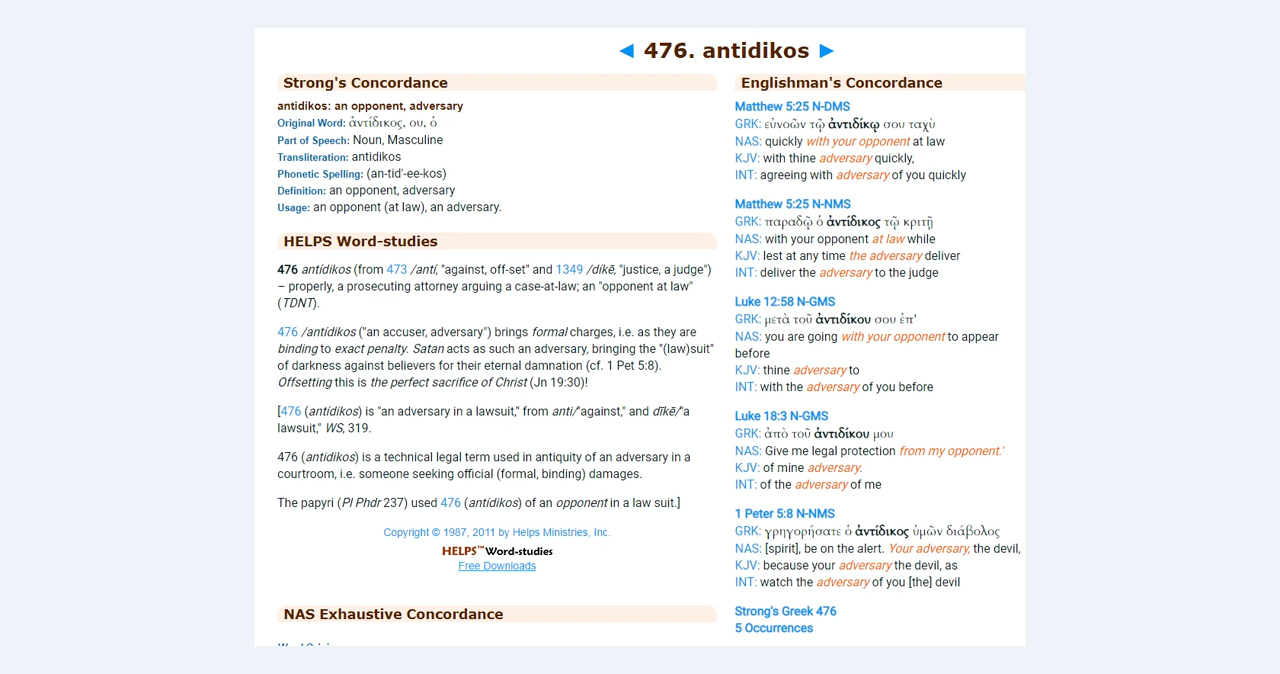 ◄ 476. antidikos ►
Strong's Concordance
antidikos: an opponent, adversary
Original Word: ἀντίδικος, ου, ὁ
Part of Speech: Noun, Masculine
Transliteration: antidikos
Phonetic Spelling: (an-tid'-ee-kos)
Definition: an opponent, adversary
Usage: an opponent (at law), an adversary.
HELPS Word-studies
476 antídikos (from 473 /antí, "against, off-set" and 1349 /díkē, "justice, a judge")
– properly, a prosecuting attorney arguing a case-at-law; an "opponent at law"
(TDNT).
476 /antídikos ("an accuser, adversary") brings formal charges, i.e. as they are
binding to exact penalty. Satan acts as such an adversary, bringing the "(law)suit"
of darkness against believers for their eternal damnation (cf. 1 Pet 5:8).
Offsetting this is the perfect sacrifice of Christ (Jn 19:30)!
[476 (antídikos) is "an adversary in a lawsuit," from anti/"against," and dīkē/"a
lawsuit," WS, 319.
476 (antídikos) is a technical legal term used in antiquity of an adversary in a
courtroom, i.e. someone seeking official (formal, binding) damages.
The papyri (Pl Phdr 237) used 476 (antídikos) of an opponent in a law suit.]
Copyright © 1987, 2011 by Helps Ministries, Inc.
HELPS™Word-studies
Free Downloads
NAS Exhaustive Concordance
Englishman's Concordance
Matthew 5:25 N-DMS
GRK: εὐνοῶν τῷ ἀντιδίκῳ σου ταχὺ
NAS: quickly with your opponent at law
KJV: with thine adversary quickly,
INT: agreeing with adversary of you quickly
Matthew 5:25 N-NMS
GRK: παραδῷ ὁ ἀντίδικος τῷ κριτῇ
NAS: with your opponent at law while
KJV: lest at any time the adversary deliver
INT: deliver the adversary to the judge
Luke 12:58 N-GMS
GRK: μετὰ τοῦ ἀντιδίκου σου ἐπ'
NAS: you are going with your opponent to appear
before
KJV: thine adversary to
INT: with the adversary of you before
Luke 18:3 N-GMS
GRK: ἀπὸ τοῦ ἀντιδίκου μου
NAS: Give me legal protection from my opponent.'
KJV: of mine adversary.
INT: of the adversary of me
1 Peter 5:8 N-NMS
GRK: γρηγορήσατε ὁ ἀντίδικος ὑμῶν διάβολος
NAS: [spirit], be on the alert. Your adversary, the devil,
KJV: because your adversary the devil, as
INT: watch the adversary of you [the] devil
Strong's Greek 476
5 Occurrences